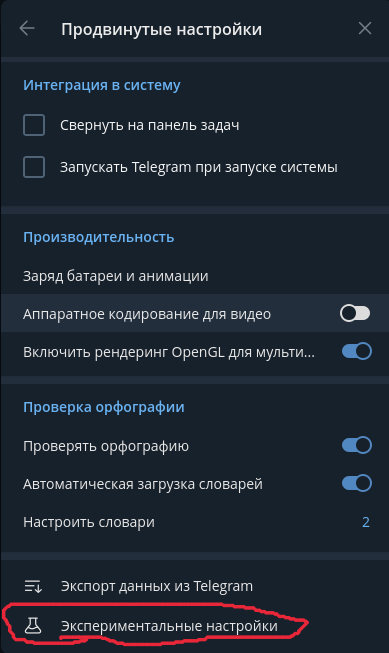 Продвинутые настройки
Интеграция в систему
Свернуть на панель задач
Запускать Telegram при запуске системы
Производительность
Заряд батареи и анимации
Аппаратное кодирование для видео
Включить рендеринг OpenGL для мульти...
Проверка орфографии
Проверять орфографию
Автоматическая загрузка словарей
Настроить словари 2
Экспорт данных из Telegram
Экспериментальные настройки